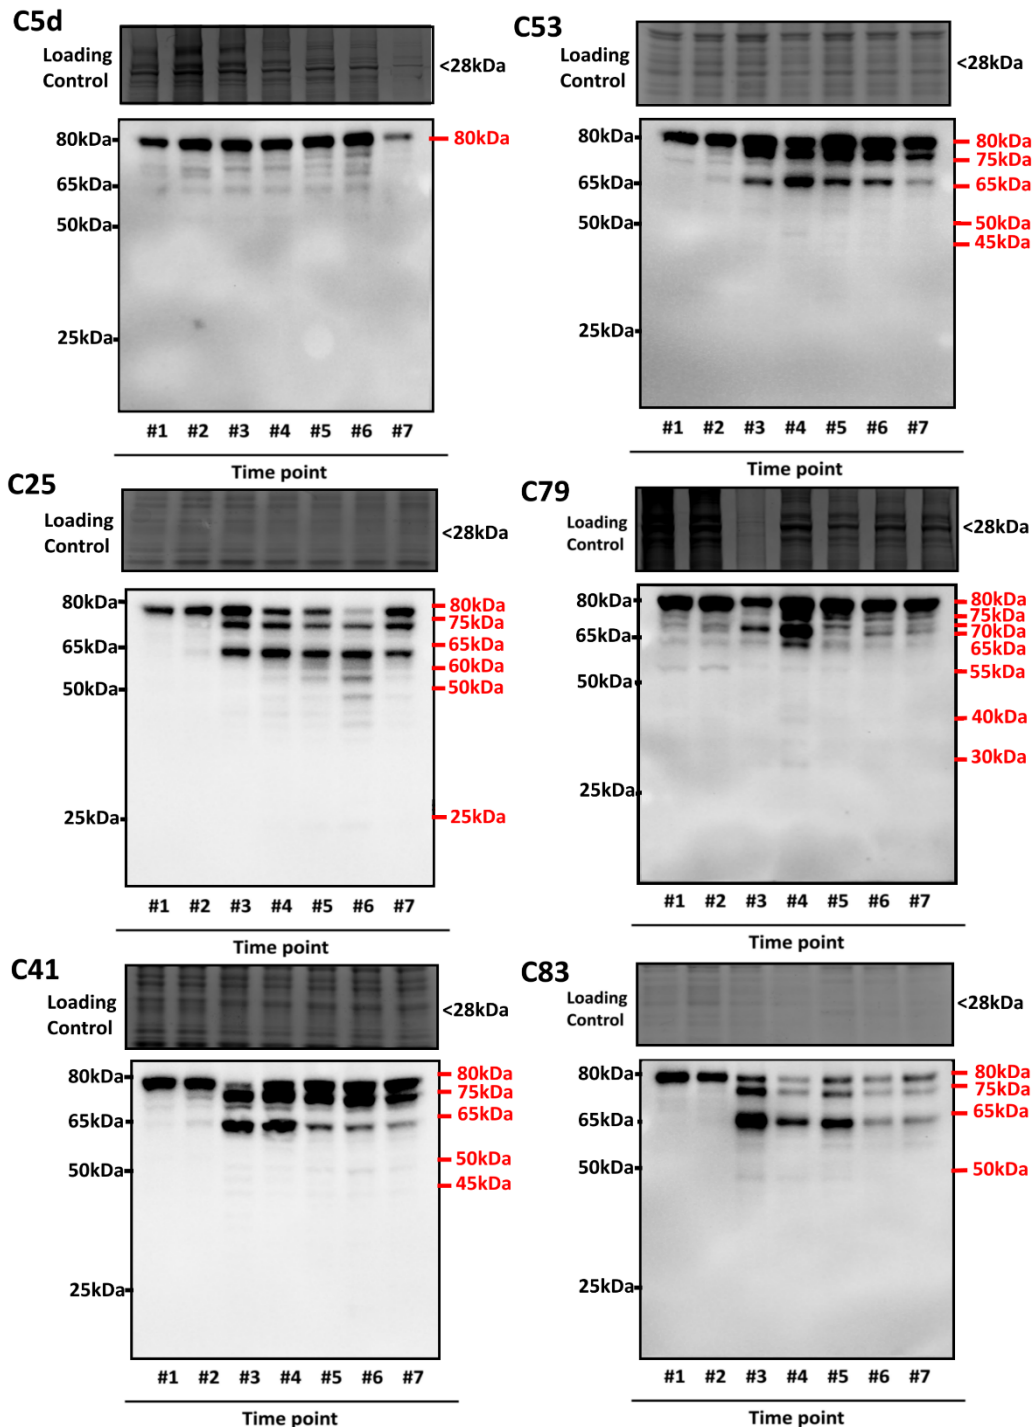 C5d
Loading
Control
<28kDa
80kDa
65kDa
50kDa
25kDa
80kDa
#1 #2 #3 #4 #5 #6 #7
Time point
C53
Loading
Control
<28kDa
80kDa
65kDa
50kDa
25kDa
80kDa
75kDa
65kDa
50kDa
45kDa
#1 #2 #3 #4 #5 #6 #7
Time point
C25
Loading
Control
<28kDa
80kDa
65kDa
50kDa
25kDa
80kDa
75kDa
65kDa
60kDa
50kDa
25kDa
#1 #2 #3 #4 #5 #6 #7
Time point
C79
Loading
Control
<28kDa
80kDa
65kDa
50kDa
25kDa
80kDa
75kDa
70kDa
65kDa
55kDa
40kDa
30kDa
#1 #2 #3 #4 #5 #6 #7
Time point
C41
Loading
Control
<28kDa
80kDa
65kDa
50kDa
25kDa
80kDa
75kDa
65kDa
50kDa
45kDa
#1 #2 #3 #4 #5 #6 #7
Time point
C83
Loading
Control
<28kDa
80kDa
65kDa
50kDa
25kDa
80kDa
75kDa
65kDa
50kDa
#1 #2 #3 #4 #5 #6 #7
Time point